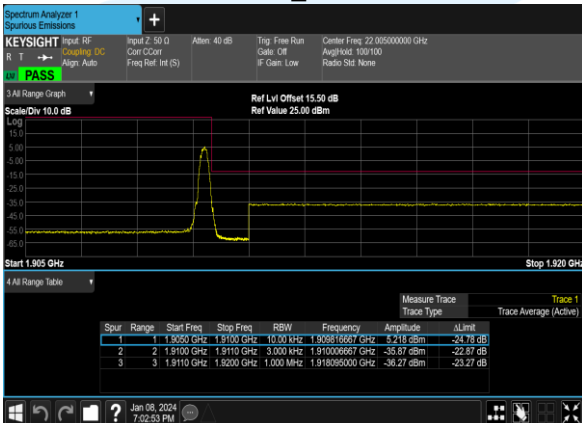 Spectrum Analyzer 1
Spurious Emissions
KEYSIGHT Input: RF Input Z: 50 Ω Atten: 40 dB Trig: Free Run Center Freq: 22.005000000 GHz
R T Coupling: DC Corr CCorr Gate: Off Avg|Hold: 100/100
Align: Auto Freq Ref: Int (S) IF Gain: Low Radio Std: None
PASS
3 All Range Graph
Ref Lvl Offset 15.50 dB
Scale/Div 10.0 dB Ref Value 25.00 dBm
Log
15.0
5.00
-5.00
-15.0
-25.0
-35.0
-45.0
-55.0
-65.0
Start 1.905 GHz Stop 1.920 GHz
4 All Range Table
Measure Trace Trace 1
Trace Type Trace Average (Active)
Spur Range Start Freq Stop Freq RBW Frequency Amplitude ΔLimit
1 1 1.9050 GHz 1.9100 GHz 10.00 kHz 1.909816667 GHz 5.218 dBm -24.78 dB
2 2 1.9100 GHz 1.9110 GHz 3.000 kHz 1.910006667 GHz -35.87 dBm -22.87 dB
3 3 1.9110 GHz 1.9200 GHz 1.000 MHz 1.918095000 GHz -36.27 dBm -23.27 dB
? Jan 08, 2024
7:02:53 PM